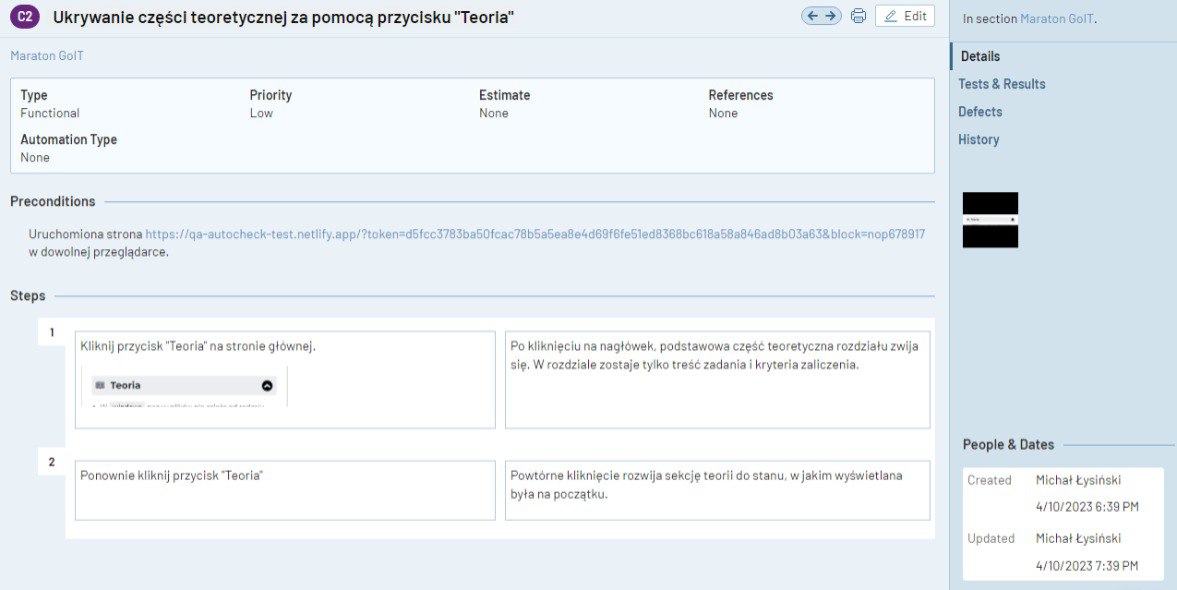 C2 Ukrywanie części teoretycznej za pomocą przycisku "Teoria"
Edit
Maraton GoIT
Type
Functional
Priority
Low
Estimate
None
References
None
Automation Type
None
Preconditions
Uruchomiona strona https://qa-autocheck-test.netlify.app/?token=d5fcc3783ba50fcac78b5a5ea8e4d69f6fe51ed8368bc618a58a846ad8b03a63&block=nop678917
w dowolnej przeglądarce.
Steps
1
Kliknij przycisk "Teoria" na stronie głównej.
Teoria
Po kliknięciu na nagłówek, podstawowa część teoretyczna rozdziału zwija
się. W rozdziale zostaje tylko treść zadania i kryteria zaliczenia.
2
Ponownie kliknij przycisk "Teoria"
Powtórne kliknięcie rozwija sekcję teorii do stanu, w jakim wyświetlana
była na początku.
In section Maraton GoIT.
Details
Tests & Results
Defects
History
People & Dates
Created Michał Łysiński
4/10/2023 6:39 PM
Updated Michał Łysiński
4/10/2023 7:39 PM